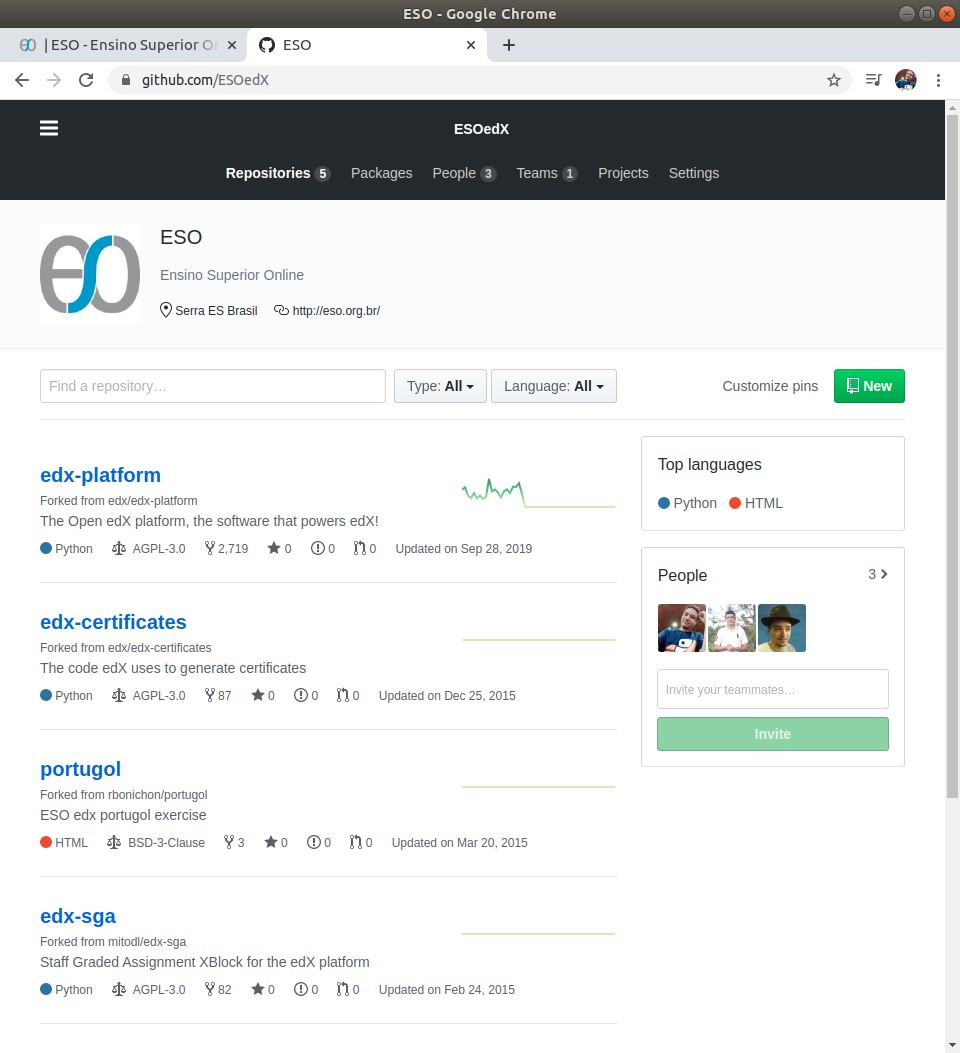 ESO - Google Chrome
| ESO - Ensino Superior Or
ESO
github.com/ESOedX
ESOedX
Repositories 5 Packages People 3 Teams 1 Projects Settings
eso
ESO
Ensino Superior Online
Serra ES Brasil http://eso.org.br/
Find a repository…
Type: All Language: All
Customize pins New
edx-platform
Forked from edx/edx-platform
The Open edX platform, the software that powers edX!
Python AGPL-3.0 2,719 0 0 0 Updated on Sep 28, 2019
edx-certificates
Forked from edx/edx-certificates
The code edX uses to generate certificates
Python AGPL-3.0 87 0 0 0 Updated on Dec 25, 2015
portugol
Forked from rbonichon/portugol
ESO edx portugol exercise
HTML BSD-3-Clause 3 0 0 0 Updated on Mar 20, 2015
edx-sga
Forked from mitodl/edx-sga
Staff Graded Assignment XBlock for the edX platform
Python AGPL-3.0 82 0 0 0 Updated on Feb 24, 2015
Top languages
Python HTML
People 3
Invite your teammates…
Invite